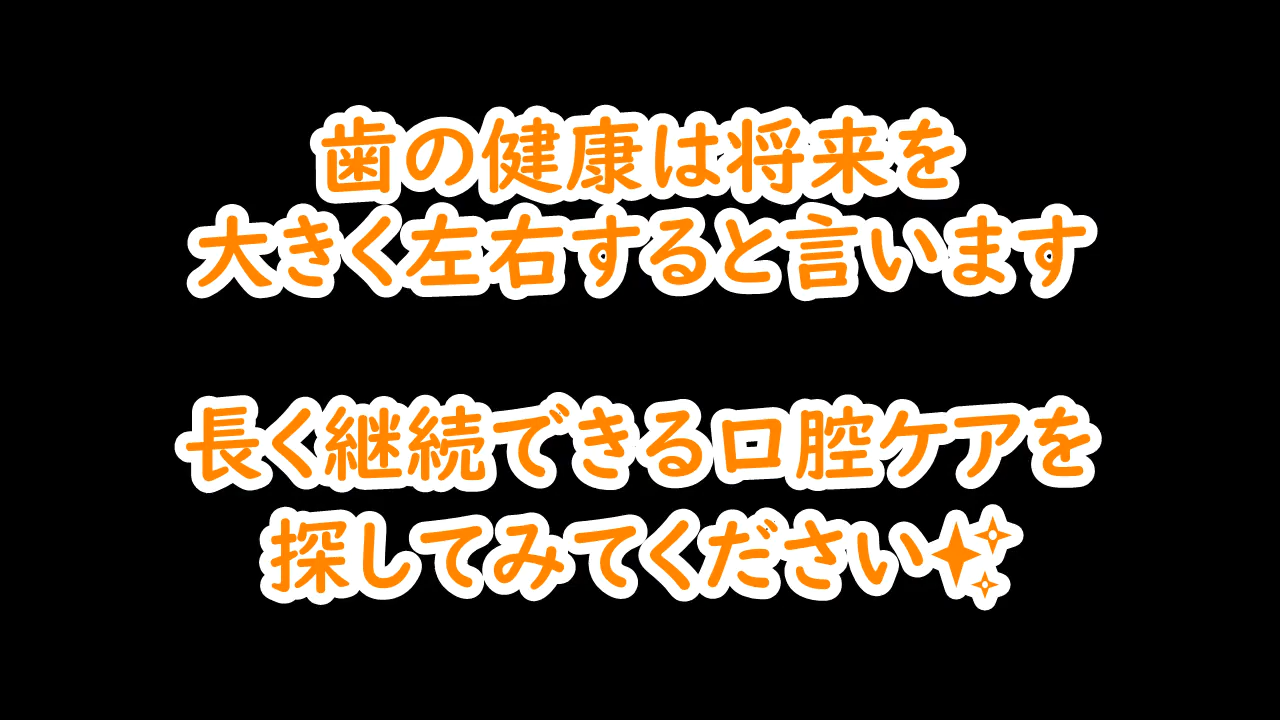 歯の健康は将来を
大きく左右すると言います
長く継続できる口腔ケアを
探してみてください✨